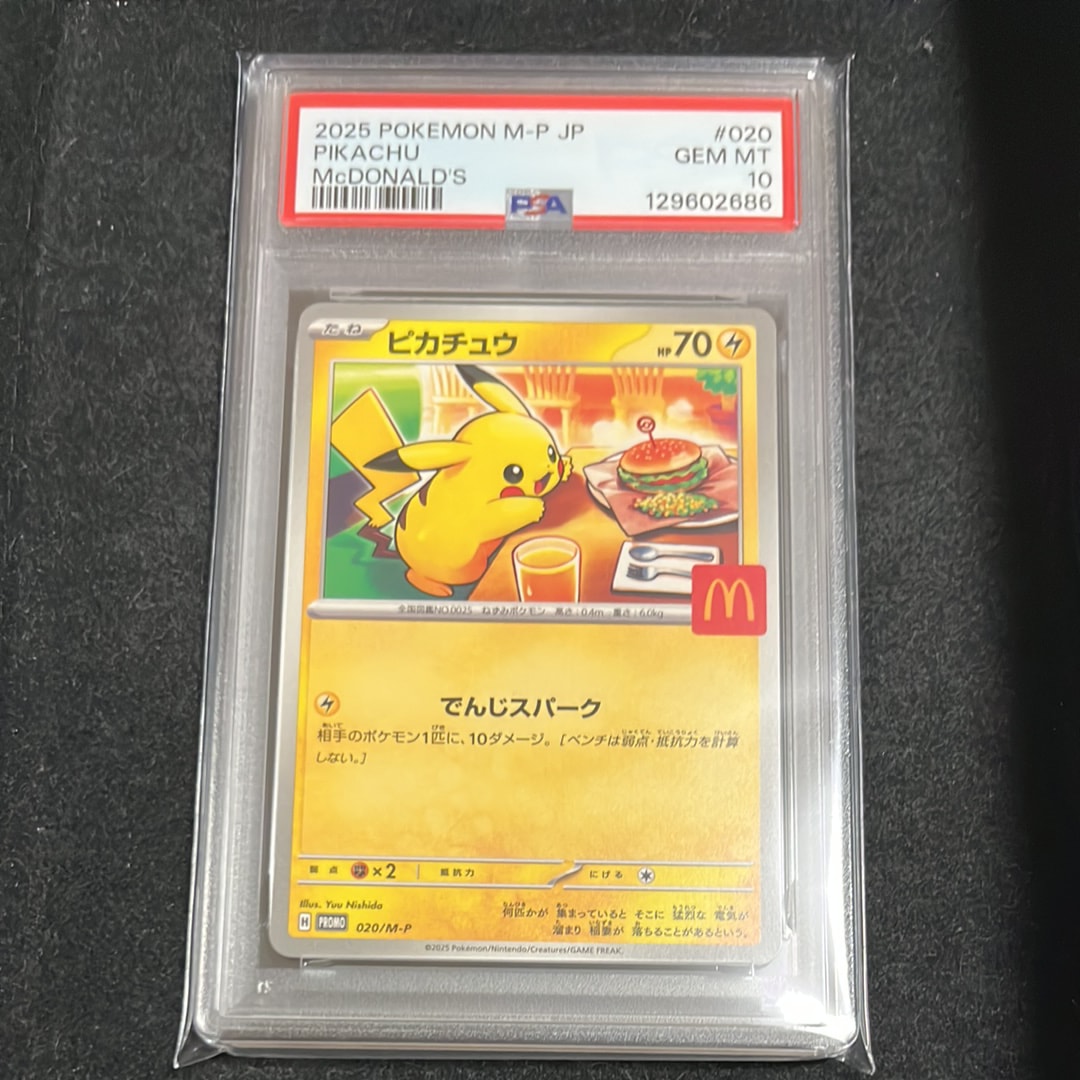 2025 POKEMON M-P JP #020
PIKACHU GEM MT
McDONALD'S 10
PSA 129602686
たね ピカチュウ HP 70
全国図鑑NO.0025 ねずみポケモン 高さ:0.4m 重さ:6.0kg
でんじスパーク
相手のポケモン1匹に、10ダメージ。[ベンチは弱点・抵抗力を計算
しない。]
弱点 ×2 抵抗力 にげる
Illus. Yuu Nishida
何匹かが 集まっていると そこに 猛烈な 電気が
H PROMO 020/M-P 溜まり 稲妻が 落ちることがあるという。
©2025 Pokémon/Nintendo/Creatures/GAME FREAK.